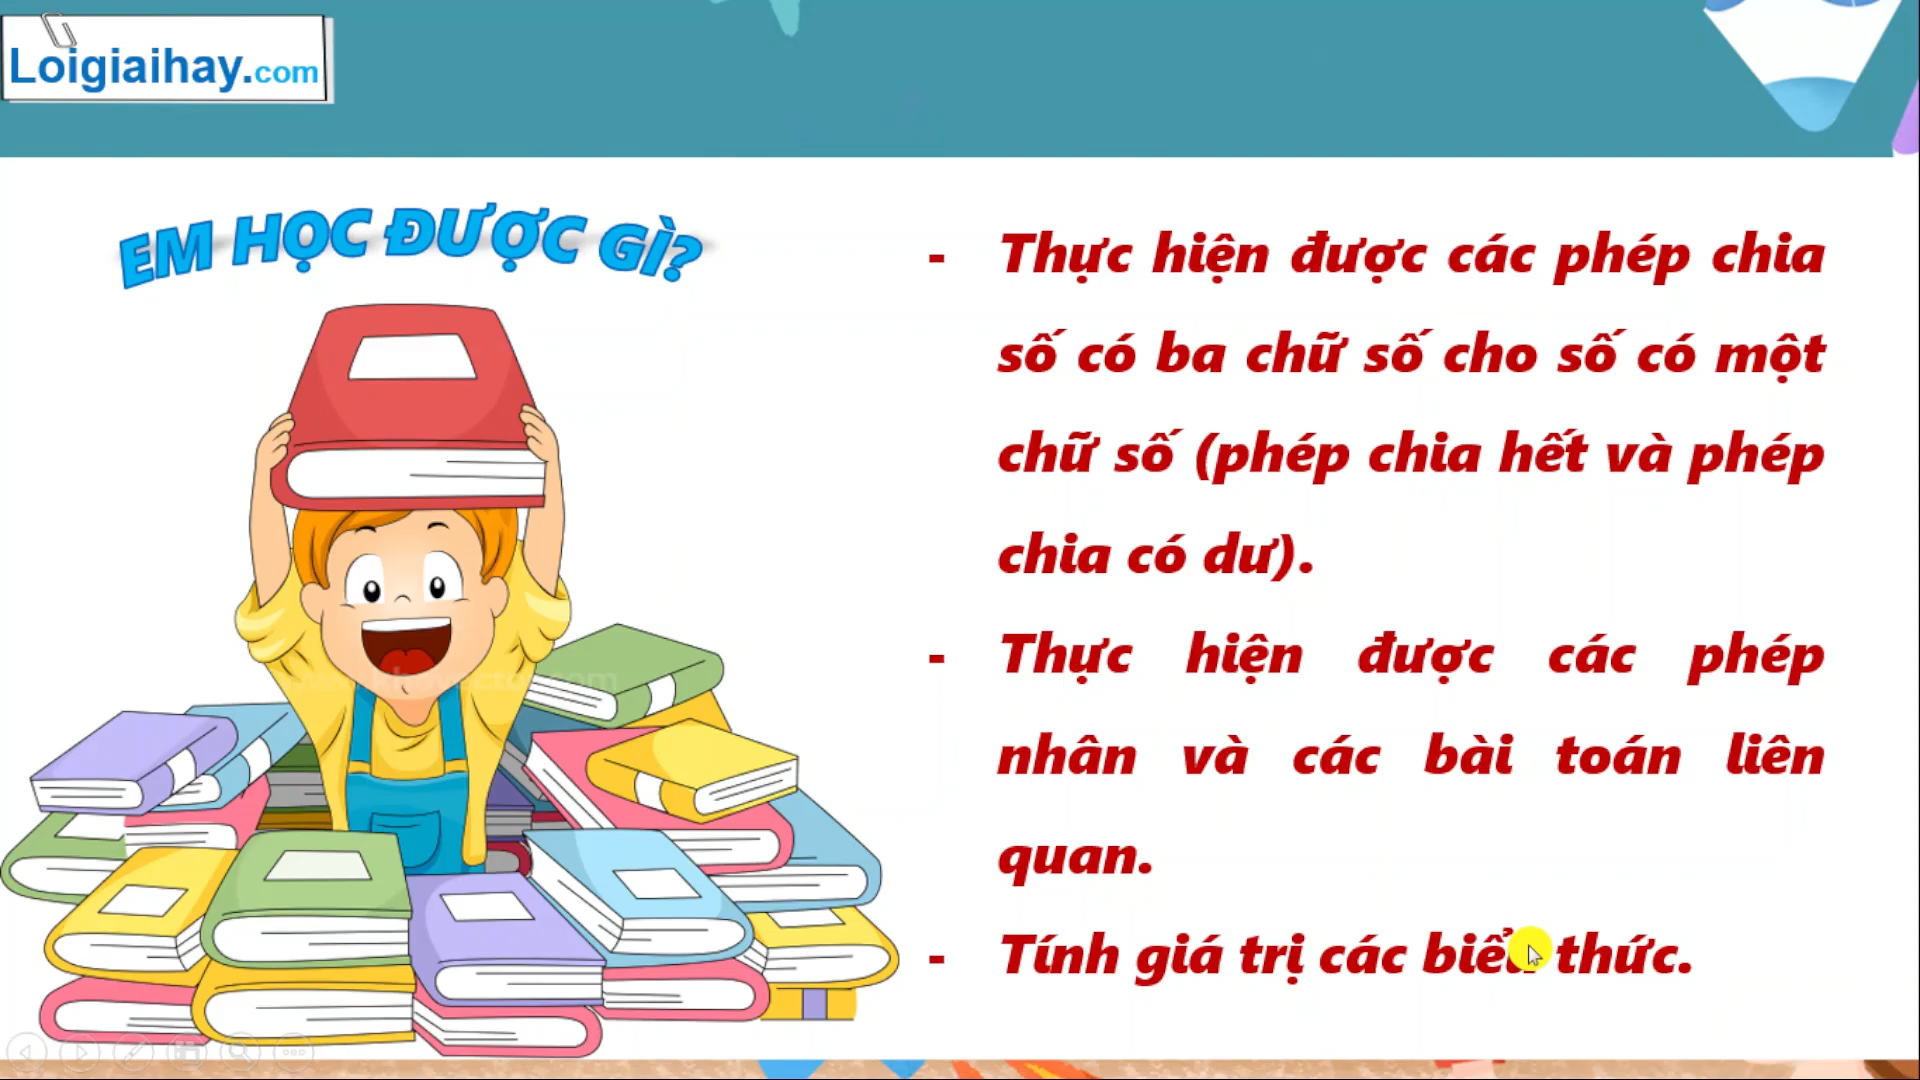 Loigiaihay.com
EM HỌC ĐƯỢC GÌ?
- Thực hiện được các phép chia
số có ba chữ số cho số có một
chữ số (phép chia hết và phép
chia có dư).
- Thực hiện được các phép
nhân và các bài toán liên
quan.
- Tính giá trị các biểu thức.